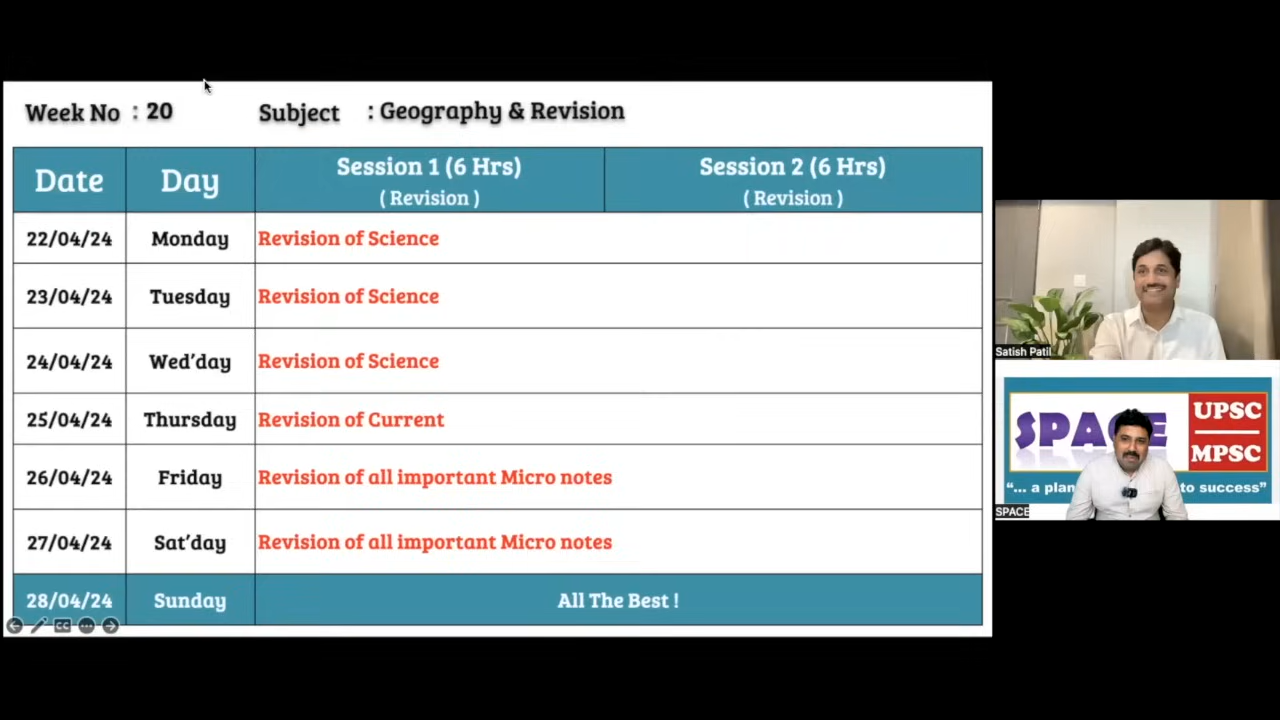 Week No : 20 Subject : Geography & Revision
Date Day Session 1 (6 Hrs) Session 2 (6 Hrs)
( Revision ) ( Revision )
22/04/24 Monday Revision of Science
23/04/24 Tuesday Revision of Science
24/04/24 Wed'day Revision of Science
25/04/24 Thursday Revision of Current
26/04/24 Friday Revision of all important Micro notes
27/04/24 Sat'day Revision of all important Micro notes
28/04/24 Sunday All The Best !
CC
Satish Patil
UPSC
MPSC
"... a plan to success"
SPACE